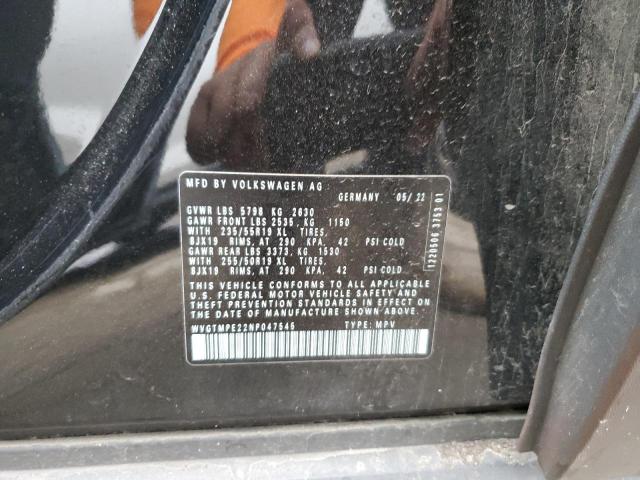 MFD BY VOLKSWAGEN AG
GERMANY 05/22
GVWR LBS 5798 KG 2630
GAWR FRONT LBS 2535, KG 1150
WITH 235/55R19 XL TIRES,
8JX19 RIMS, AT 290 KPA, 42 PSI COLD
GAWR REAR LBS 3373, KG 1530
WITH 255/50R19 XL TIRES,
8JX19 RIMS, AT 290 KPA, 42 PSI COLD
THIS VEHICLE CONFORMS TO ALL APPLICABLE
U.S. FEDERAL MOTOR VEHICLE SAFETY AND
THEFT PREVENTION STANDARDS IN EFFECT ON
THE DATE OF MANUFACTURE SHOWN ABOVE.
WVGTMPE22NP047545 TYPE: MPV
1220506 3753 01